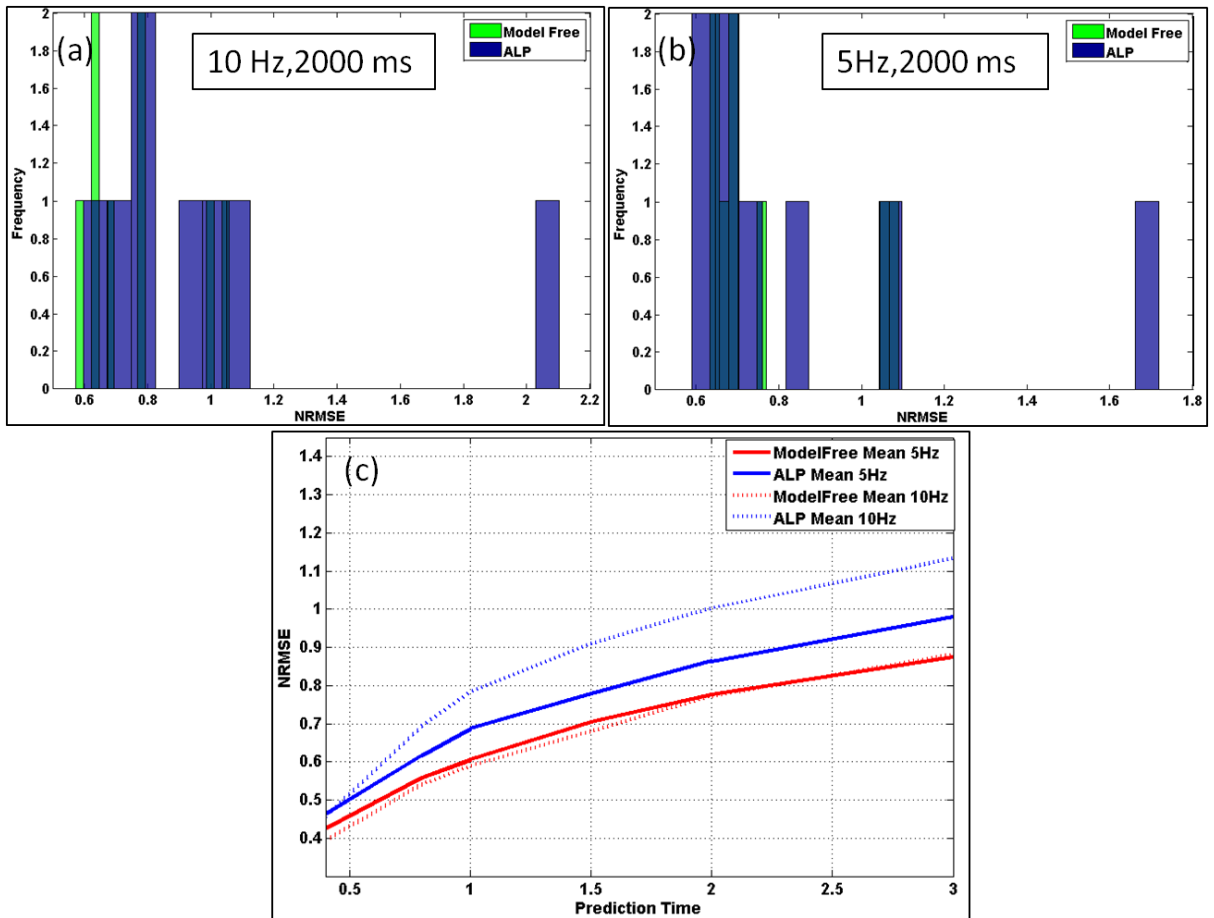 (a)
10 Hz,2000 ms
Model Free
ALP
Frequency
2
1.8
1.6
1.4
1.2
1
0.8
0.6
0.4
0.2
0
0.6 0.8 1 1.2 1.4 1.6 1.8 2 2.2
NRMSE
(b)
5Hz,2000 ms
Model Free
ALP
Frequency
2
1.8
1.6
1.4
1.2
1
0.8
0.6
0.4
0.2
0
0.6 0.8 1 1.2 1.4 1.6 1.8
NRMSE
(c)
ModelFree Mean 5Hz
ALP Mean 5Hz
ModelFree Mean 10Hz
ALP Mean 10Hz
NRMSE
1.4
1.3
1.2
1.1
1
0.9
0.8
0.7
0.6
0.5
0.4
0.5 1 1.5 2 2.5 3
Prediction Time